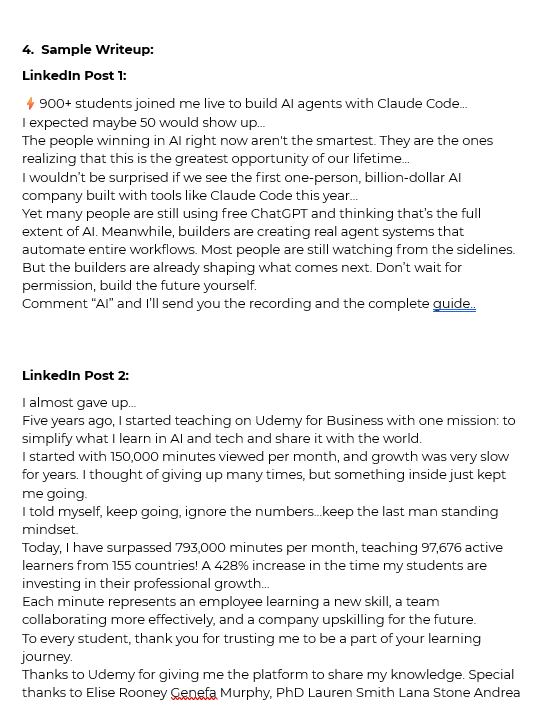 4. Sample Writeup:
LinkedIn Post 1:
⚡900+ students joined me live to build AI agents with Claude Code...
I expected maybe 50 would show up...
The people winning in AI right now aren't the smartest. They are the ones
realizing that this is the greatest opportunity of our lifetime...
I wouldn't be surprised if we see the first one-person, billion-dollar AI
company built with tools like Claude Code this year...
Yet many people are still using free ChatGPT and thinking that's the full
extent of AI. Meanwhile, builders are creating real agent systems that
automate entire workflows. Most people are still watching from the sidelines.
But the builders are already shaping what comes next. Don't wait for
permission, build the future yourself.
Comment “AI” and I'll send you the recording and the complete guide..
LinkedIn Post 2:
I almost gave up...
Five years ago, I started teaching on Udemy for Business with one mission: to
simplify what I learn in AI and tech and share it with the world.
I started with 150,000 minutes viewed per month, and growth was very slow
for years. I thought of giving up many times, but something inside just kept
me going.
I told myself, keep going, ignore the numbers...keep the last man standing
mindset.
Today, I have surpassed 793,000 minutes per month, teaching 97,676 active
learners from 155 countries! A 428% increase in the time my students are
investing in their professional growth...
Each minute represents an employee learning a new skill, a team
collaborating more effectively, and a company upskilling for the future.
To every student, thank you for trusting me to be a part of your learning
journey.
Thanks to Udemy for giving me the platform to share my knowledge. Special
thanks to Elise Rooney Genefa Murphy, PhD Lauren Smith Lana Stone Andrea